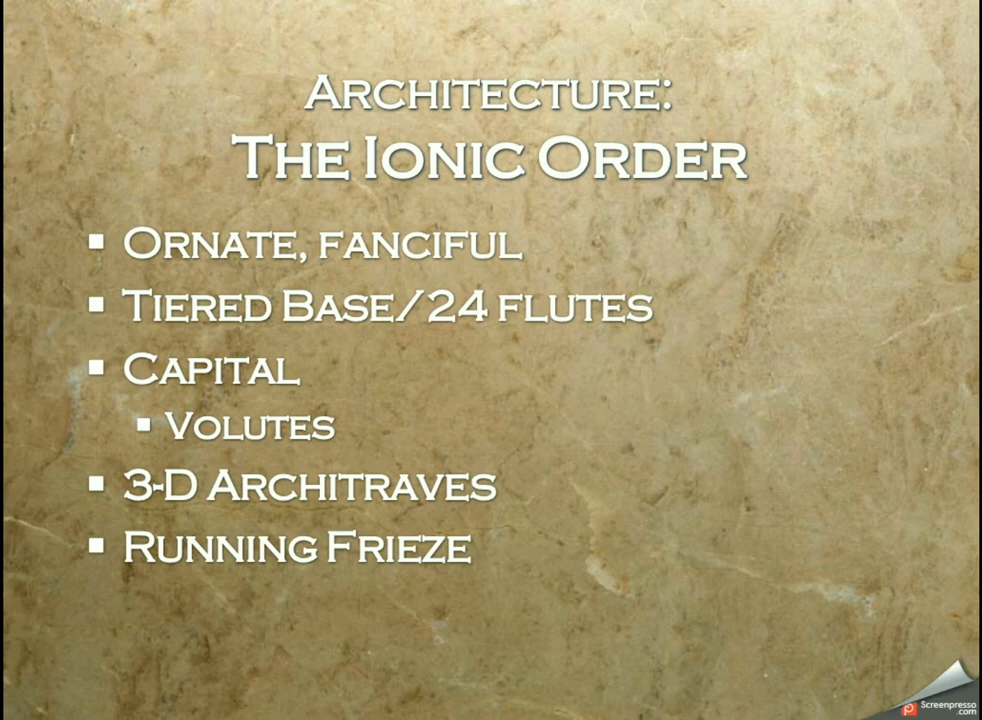 Architecture:
The Ionic Order
▪ Ornate, fanciful
▪ Tiered Base/24 flutes
▪ Capital
▪ Volutes
▪ 3-D Architraves
▪ Running Frieze
Screenpresso
.com